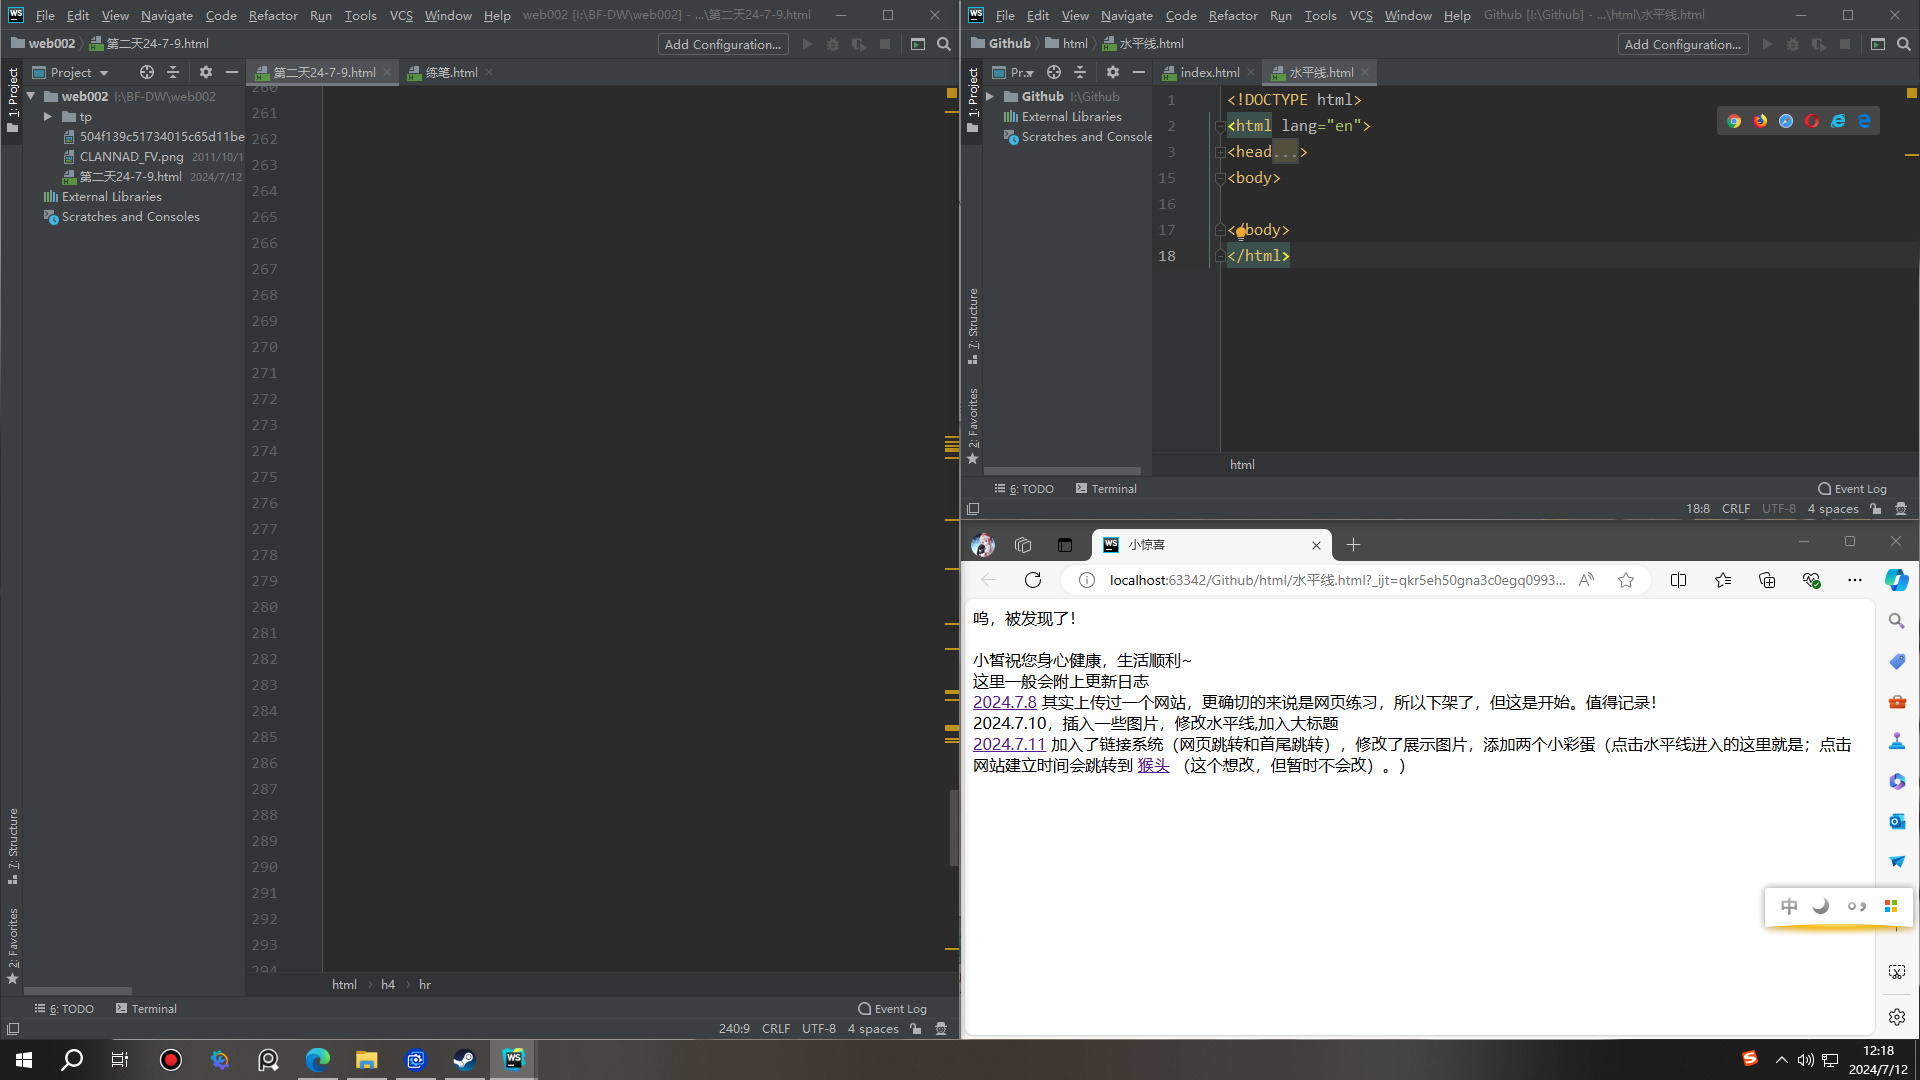 File Edit View Navigate Code Refactor Run Tools VCS Window Help web002 [I:\BF-DW\web002] - ...\第二天24-7-9.html
web002 第二天24-7-9.html Add Configuration...
1: Project
Project
第二天24-7-9.html
练笔.html
web002 I:\BF-DW\web002
tp
504f139c51734015c65d11be
CLANNAD_FV.png 2011/10/1
第二天24-7-9.html 2024/7/12
External Libraries
Scratches and Consoles
260
261
262
263
264
265
266
267
268
269
270
271
272
273
274
275
276
277
278
279
280
281
282
283
284
285
286
287
288
289
290
291
292
293
294
7: Structure
2: Favorites
html h4 hr
6: TODO Terminal Event Log
240:9 CRLF UTF-8 4 spaces
File Edit View Navigate Code Refactor Run Tools VCS Window Help Github [I:\Github] - ...\html\水平线.html
Github html 水平线.html Add Configuration...
1: Project
Pr..
index.html
水平线.html
Github I:\Github
External Libraries
Scratches and Console
1 <!DOCTYPE html>
2 <html lang="en">
3 <head...>
15 <body>
16
17 </body>
18 </html>
7: Structure
2: Favorites
html
6: TODO Terminal Event Log
18:8 CRLF UTF-8 4 spaces
小惊喜
localhost:63342/Github/html/水平线.html?_ijt=qkr5eh50gna3c0egq0993...
呜，被发现了！
小皙祝您身心健康，生活顺利~
这里一般会附上更新日志
2024.7.8 其实上传过一个网站，更确切的来说是网页练习，所以下架了，但这是开始。值得记录！
2024.7.10，插入一些图片，修改水平线,加入大标题
2024.7.11 加入了链接系统（网页跳转和首尾跳转），修改了展示图片，添加两个小彩蛋（点击水平线进入的这里就是；点击
网站建立时间会跳转到 猴头 （这个想改，但暂时不会改）。）
中
12:18
2024/7/12